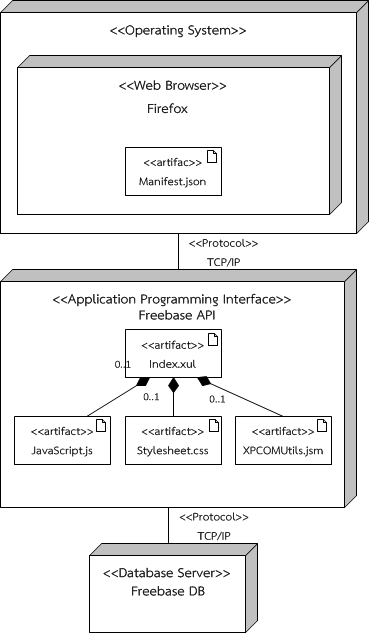 <<Operating System>>
<<Web Browser>>
Firefox
<<artifac>>
Manifest.json
<<Protocol>>
TCP/IP
<<Application Programming Interface>>
Freebase API
<<artifact>>
Index.xul
0..1
0..1
0..1
<<artifact>>
JavaScript.js
<<artifact>>
Stylesheet.css
<<artifact>>
XPCOMUtils.jsm
<<Protocol>>
TCP/IP
<<Database Server>>
Freebase DB